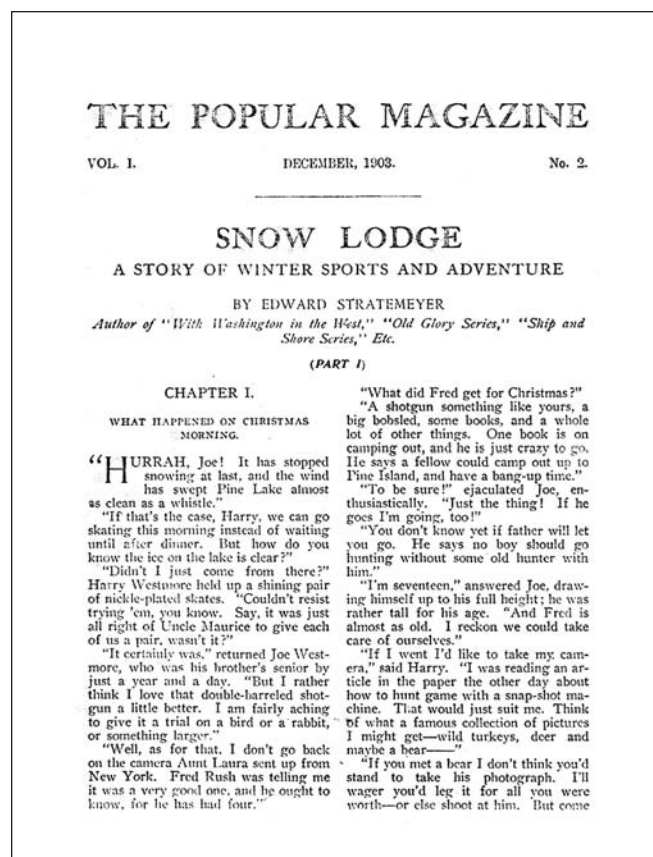 THE POPULAR MAGAZINE
VOL. I. DECEMBER, 1903. No. 2.
SNOW LODGE
A STORY OF WINTER SPORTS AND ADVENTURE
BY EDWARD STRATEMEYER
Author of "With Washington in the West," "Old Glory Series," "Ship and
Shore Series," Etc.
(PART I)
CHAPTER I.
WHAT HAPPENED ON CHRISTMAS
MORNING.
"HURRAH, Joe! It has stopped
snowing at last, and the wind
has swept Pine Lake almost
as clean as a whistle."
"If that's the case, Harry, we can go
skating this morning instead of waiting
until after dinner. But how do you
know the ice on the lake is clear?"
"Didn't I just come from there?"
Harry Westmore held up a shining pair
of nickle-plated skates. "Couldn't resist
trying 'em, you know. Say, it was just
all right of Uncle Maurice to give each
of us a pair, wasn't it?"
"It certainly was," returned Joe West-
more, who was his brother's senior by
just a year and a day. "But I rather
think I love that double-barreled shot-
gun a little better. I am fairly aching
to give it a trial on a bird or a rabbit,
or something larger."
"Well, as for that, I don't go back
on the camera Aunt Laura sent up from
New York. Fred Rush was telling me
it was a very good one, and he ought to
know, for he has had four."
"What did Fred get for Christmas?"
"A shotgun something like yours, a
big bobsled, some books, and a whole
lot of other things. One book is on
camping out, and he is just crazy to go.
He says a fellow could camp out up to
Pine Island, and have a bang-up time."
"To be sure!" ejaculated Joe, en-
thusiastically. "Just the thing! If he
goes I'm going, too!"
"You don't know yet if father will let
you go. He says no boy should go
hunting without some old hunter with
him."
"I'm seventeen," answered Joe, draw-
ing himself up to his full height; he was
rather tall for his age. "And Fred is
almost as old. I reckon we could take
care of ourselves."
"If I went I'd like to take my cam-
era," said Harry. "I was reading an ar-
ticle in the paper the other day about
how to hunt game with a snap-shot ma-
chine. That would just suit me. Think
of what a famous collection of pictures
I might get—wild turkeys, deer and
maybe a bear——"
"If you met a bear I don't think you'd
stand to take his photograph. I'll
wager you'd leg it for all you were
worth—or else shoot at him. But come